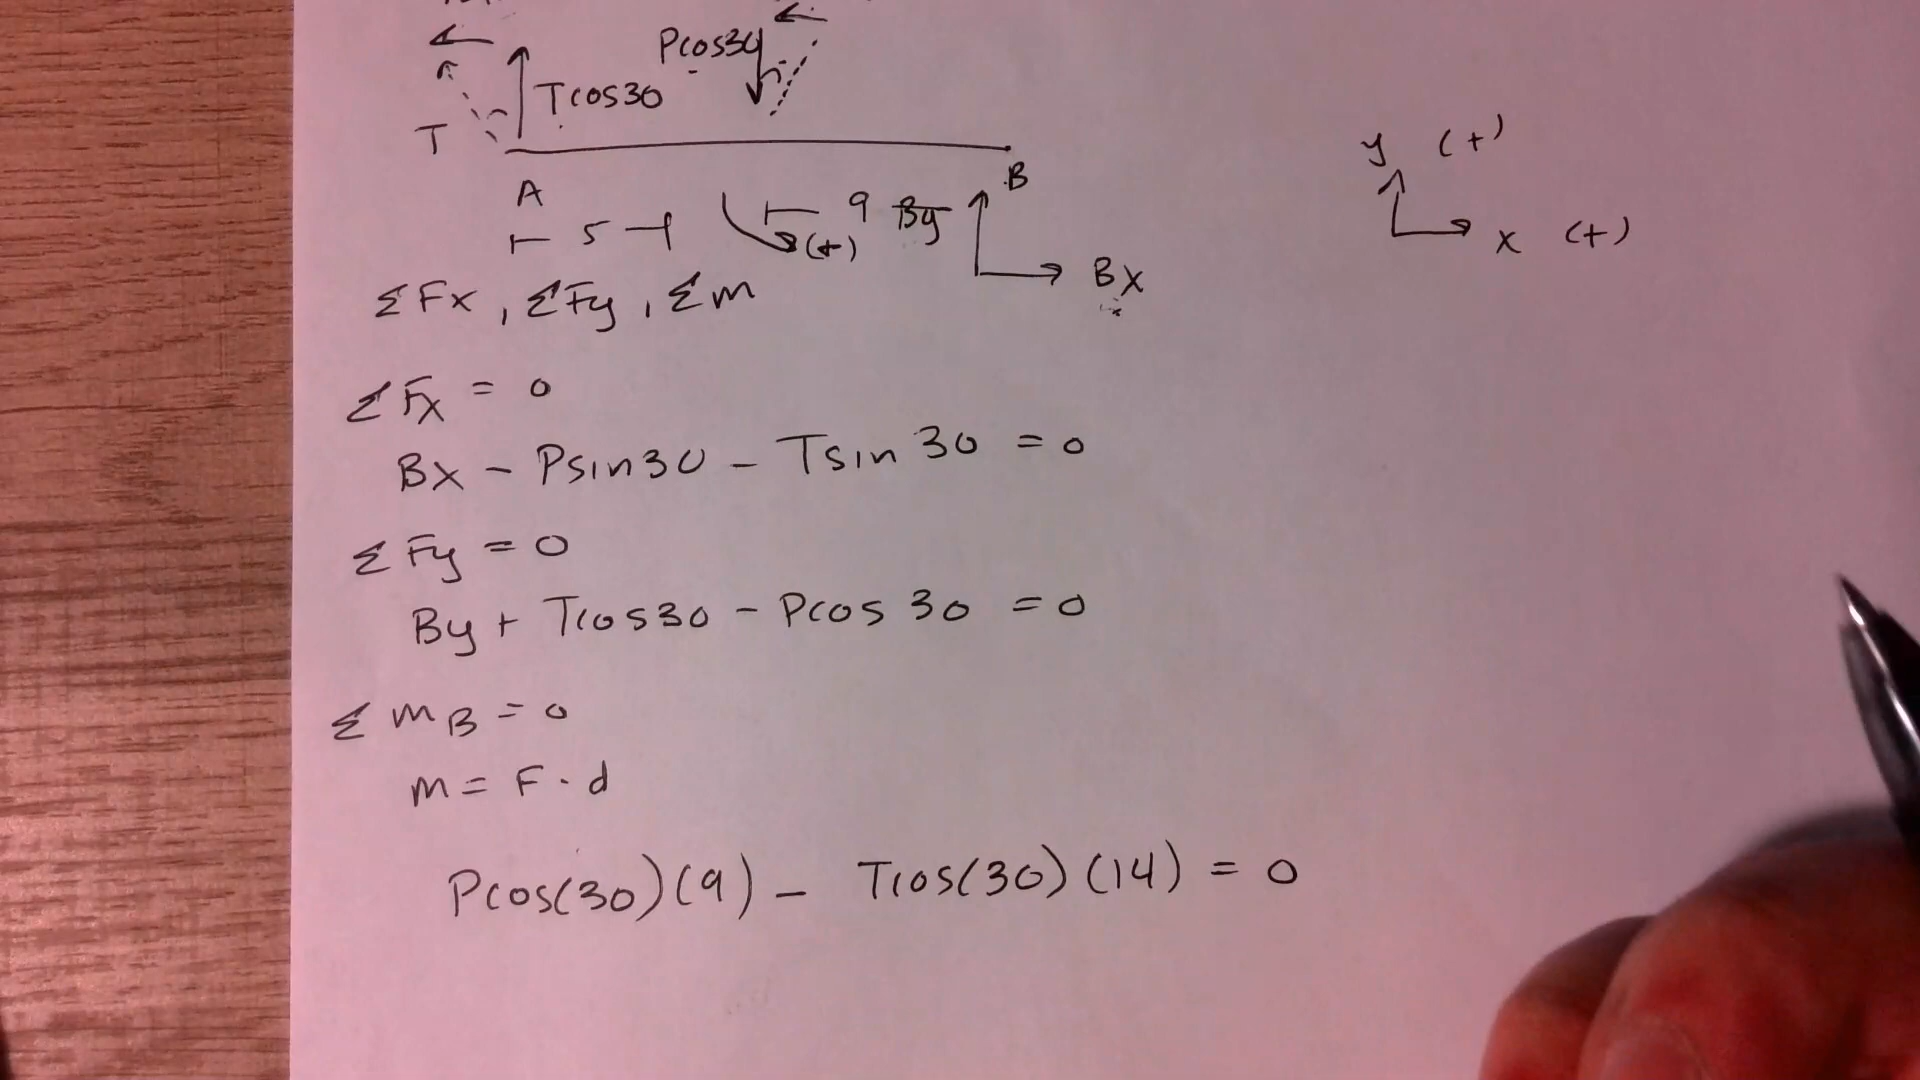 Pcos30
Tcos30
T
y (+)
A
B
9 By
5
(+)
x (+)
Bx
ΣFx, ΣFy, Σm
ΣFx = 0
Bx - Psin30 - Tsin30 = 0
ΣFy = 0
By + Tcos30 - Pcos30 = 0
ΣmB = 0
m = F · d
Pcos(30)(9) - Tcos(30)(14) = 0